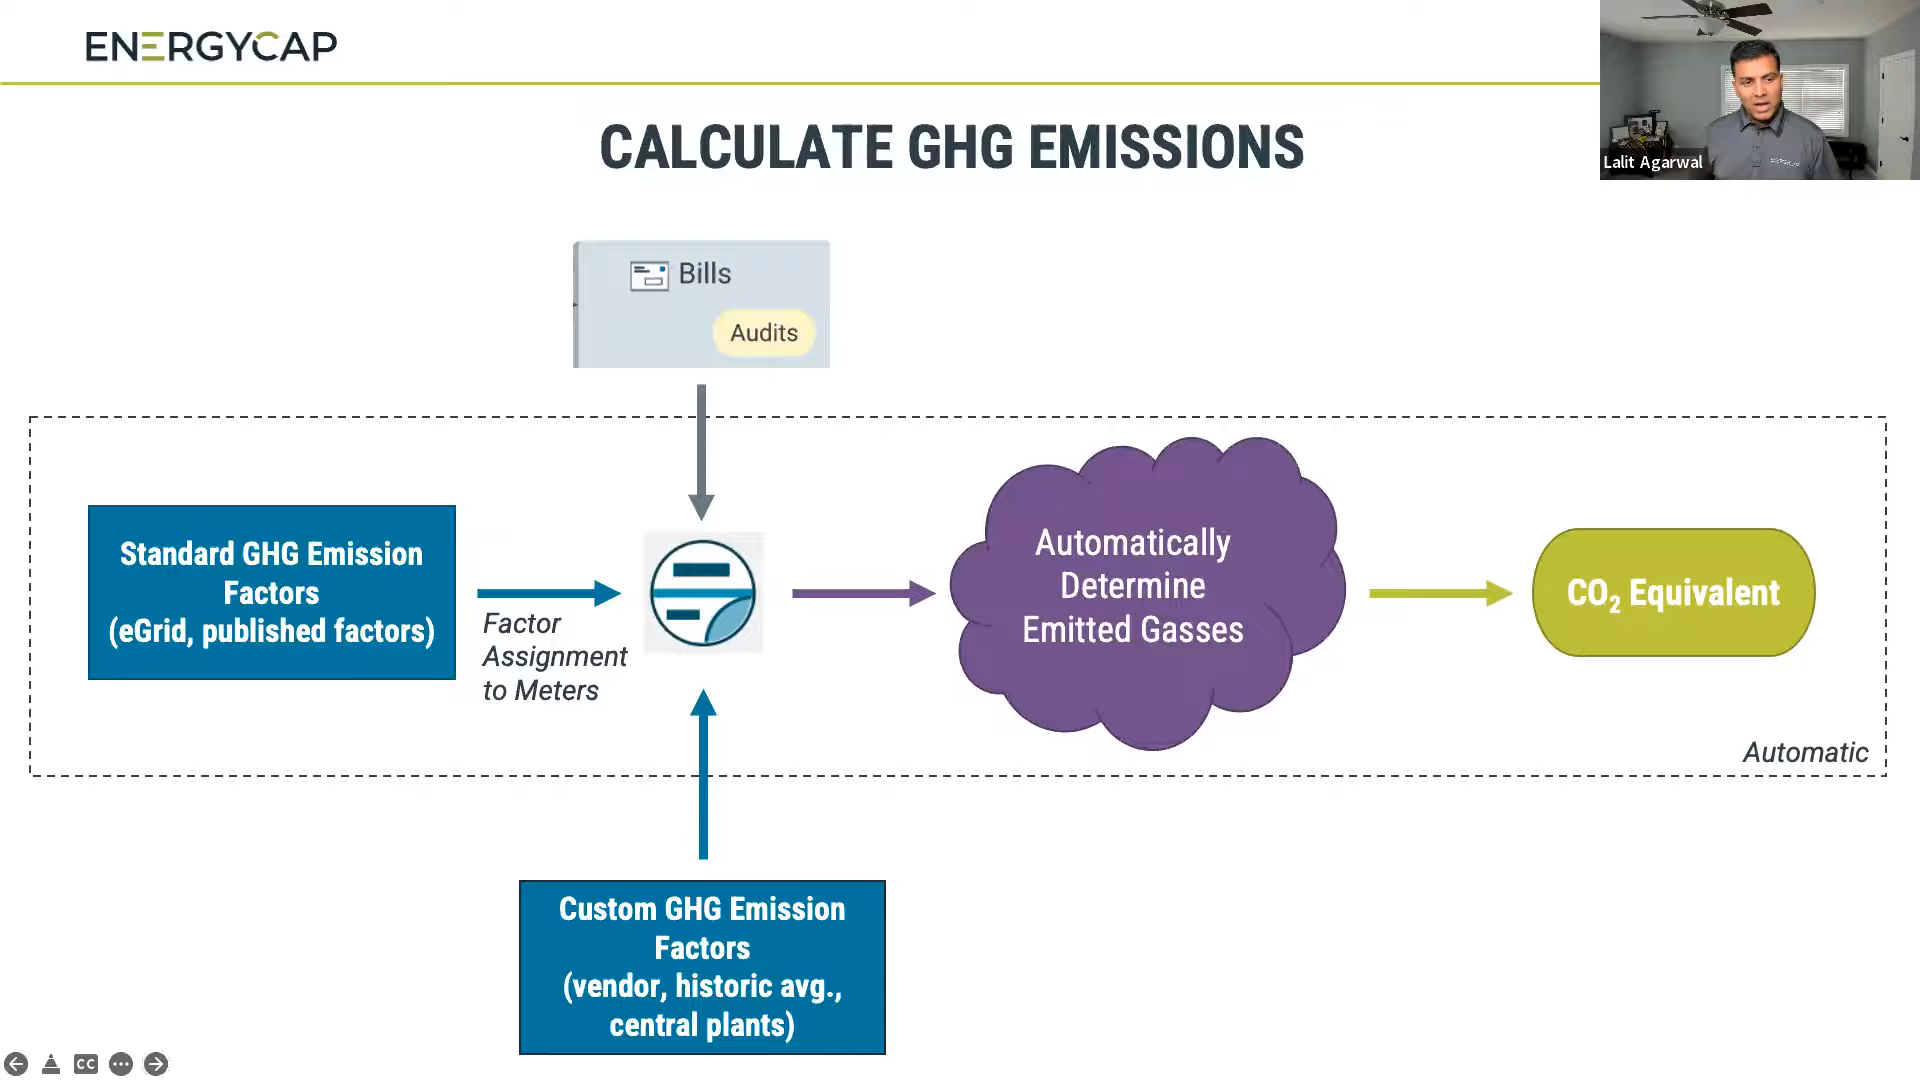 ENERGYCAP
CALCULATE GHG EMISSIONS
Lalit Agarwal
Bills
Audits
Standard GHG Emission
Factors
(eGrid, published factors)
Factor
Assignment
to Meters
Automatically
Determine
Emitted Gasses
CO₂ Equivalent
Automatic
Custom GHG Emission
Factors
(vendor, historic avg.,
central plants)
CC